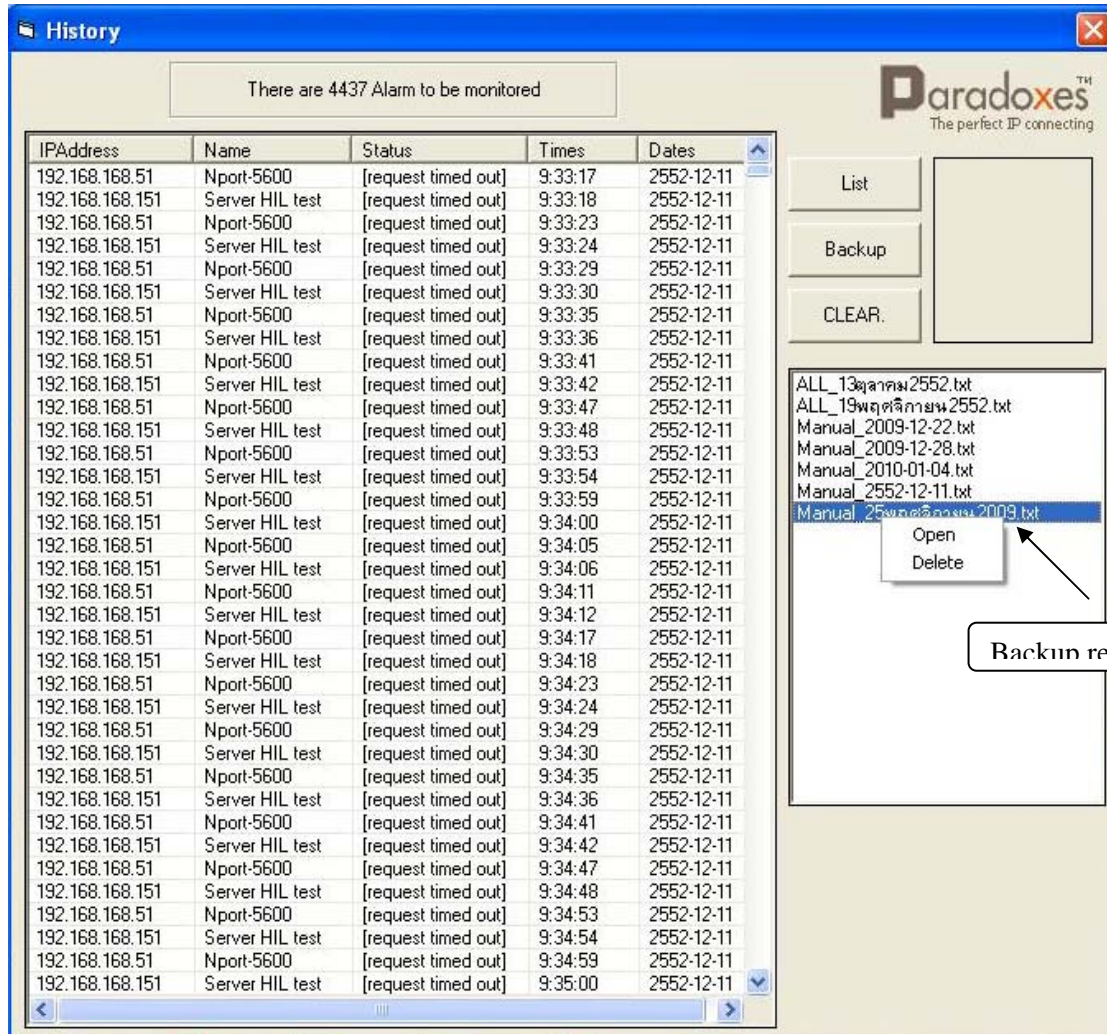 History
There are 4437 Alarm to be monitored
Paradoxes TM
The perfect IP connecting
IPAddress Name Status Times Dates
192.168.168.51 Nport-5600 [request timed out] 9:33:17 2552-12-11
192.168.168.151 Server HIL test [request timed out] 9:33:18 2552-12-11
192.168.168.51 Nport-5600 [request timed out] 9:33:23 2552-12-11
192.168.168.151 Server HIL test [request timed out] 9:33:24 2552-12-11
192.168.168.51 Nport-5600 [request timed out] 9:33:29 2552-12-11
192.168.168.151 Server HIL test [request timed out] 9:33:30 2552-12-11
192.168.168.51 Nport-5600 [request timed out] 9:33:35 2552-12-11
192.168.168.151 Server HIL test [request timed out] 9:33:36 2552-12-11
192.168.168.51 Nport-5600 [request timed out] 9:33:41 2552-12-11
192.168.168.151 Server HIL test [request timed out] 9:33:42 2552-12-11
192.168.168.51 Nport-5600 [request timed out] 9:33:47 2552-12-11
192.168.168.151 Server HIL test [request timed out] 9:33:48 2552-12-11
192.168.168.51 Nport-5600 [request timed out] 9:33:53 2552-12-11
192.168.168.151 Server HIL test [request timed out] 9:33:54 2552-12-11
192.168.168.51 Nport-5600 [request timed out] 9:33:59 2552-12-11
192.168.168.151 Server HIL test [request timed out] 9:34:00 2552-12-11
192.168.168.51 Nport-5600 [request timed out] 9:34:05 2552-12-11
192.168.168.151 Server HIL test [request timed out] 9:34:06 2552-12-11
192.168.168.51 Nport-5600 [request timed out] 9:34:11 2552-12-11
192.168.168.151 Server HIL test [request timed out] 9:34:12 2552-12-11
192.168.168.51 Nport-5600 [request timed out] 9:34:17 2552-12-11
192.168.168.151 Server HIL test [request timed out] 9:34:18 2552-12-11
192.168.168.51 Nport-5600 [request timed out] 9:34:23 2552-12-11
192.168.168.151 Server HIL test [request timed out] 9:34:24 2552-12-11
192.168.168.51 Nport-5600 [request timed out] 9:34:29 2552-12-11
192.168.168.151 Server HIL test [request timed out] 9:34:30 2552-12-11
192.168.168.51 Nport-5600 [request timed out] 9:34:35 2552-12-11
192.168.168.151 Server HIL test [request timed out] 9:34:36 2552-12-11
192.168.168.51 Nport-5600 [request timed out] 9:34:41 2552-12-11
192.168.168.151 Server HIL test [request timed out] 9:34:42 2552-12-11
192.168.168.51 Nport-5600 [request timed out] 9:34:47 2552-12-11
192.168.168.151 Server HIL test [request timed out] 9:34:48 2552-12-11
192.168.168.51 Nport-5600 [request timed out] 9:34:53 2552-12-11
192.168.168.151 Server HIL test [request timed out] 9:34:54 2552-12-11
192.168.168.51 Nport-5600 [request timed out] 9:34:59 2552-12-11
192.168.168.151 Server HIL test [request timed out] 9:35:00 2552-12-11
List
Backup
CLEAR.
ALL_13ตุลาคม2552.txt
ALL_19พฤศจิกายน2552.txt
Manual_2009-12-22.txt
Manual_2009-12-28.txt
Manual_2010-01-04.txt
Manual_2552-12-11.txt
Manual_25พฤศจิกายน2009.txt
Open
Delete
Backup re